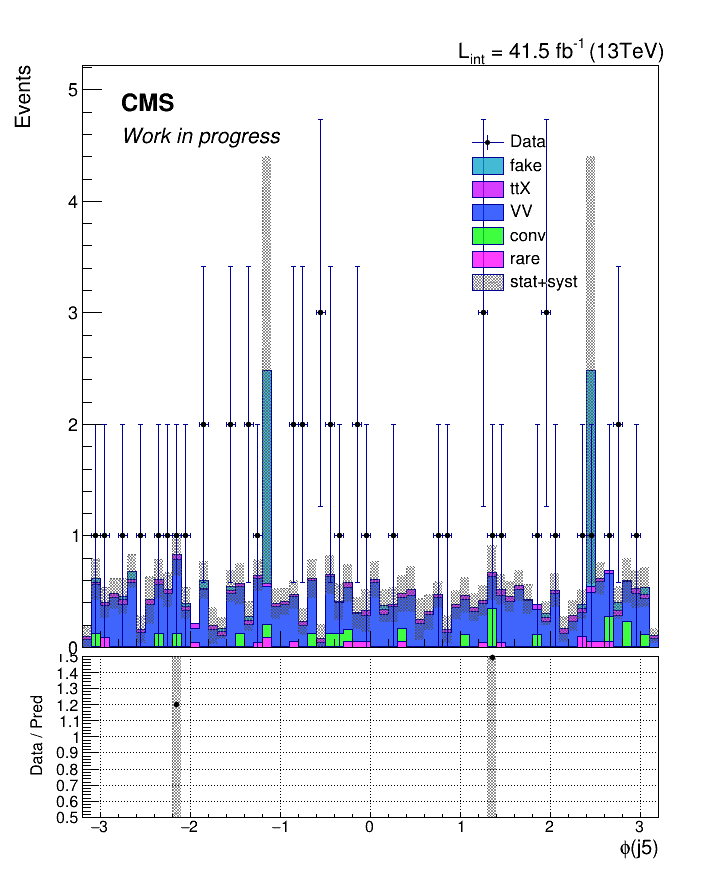 L_int = 41.5 fb^-1 (13TeV)
Events
CMS
Work in progress
Data
fake
ttX
VV
conv
rare
stat+syst
5
4
3
2
1
0
Data / Pred
1.5
1.4
1.3
1.2
1.1
1
0.9
0.8
0.7
0.6
0.5
−3 −2 −1 0 1 2 3
ϕ(j5)